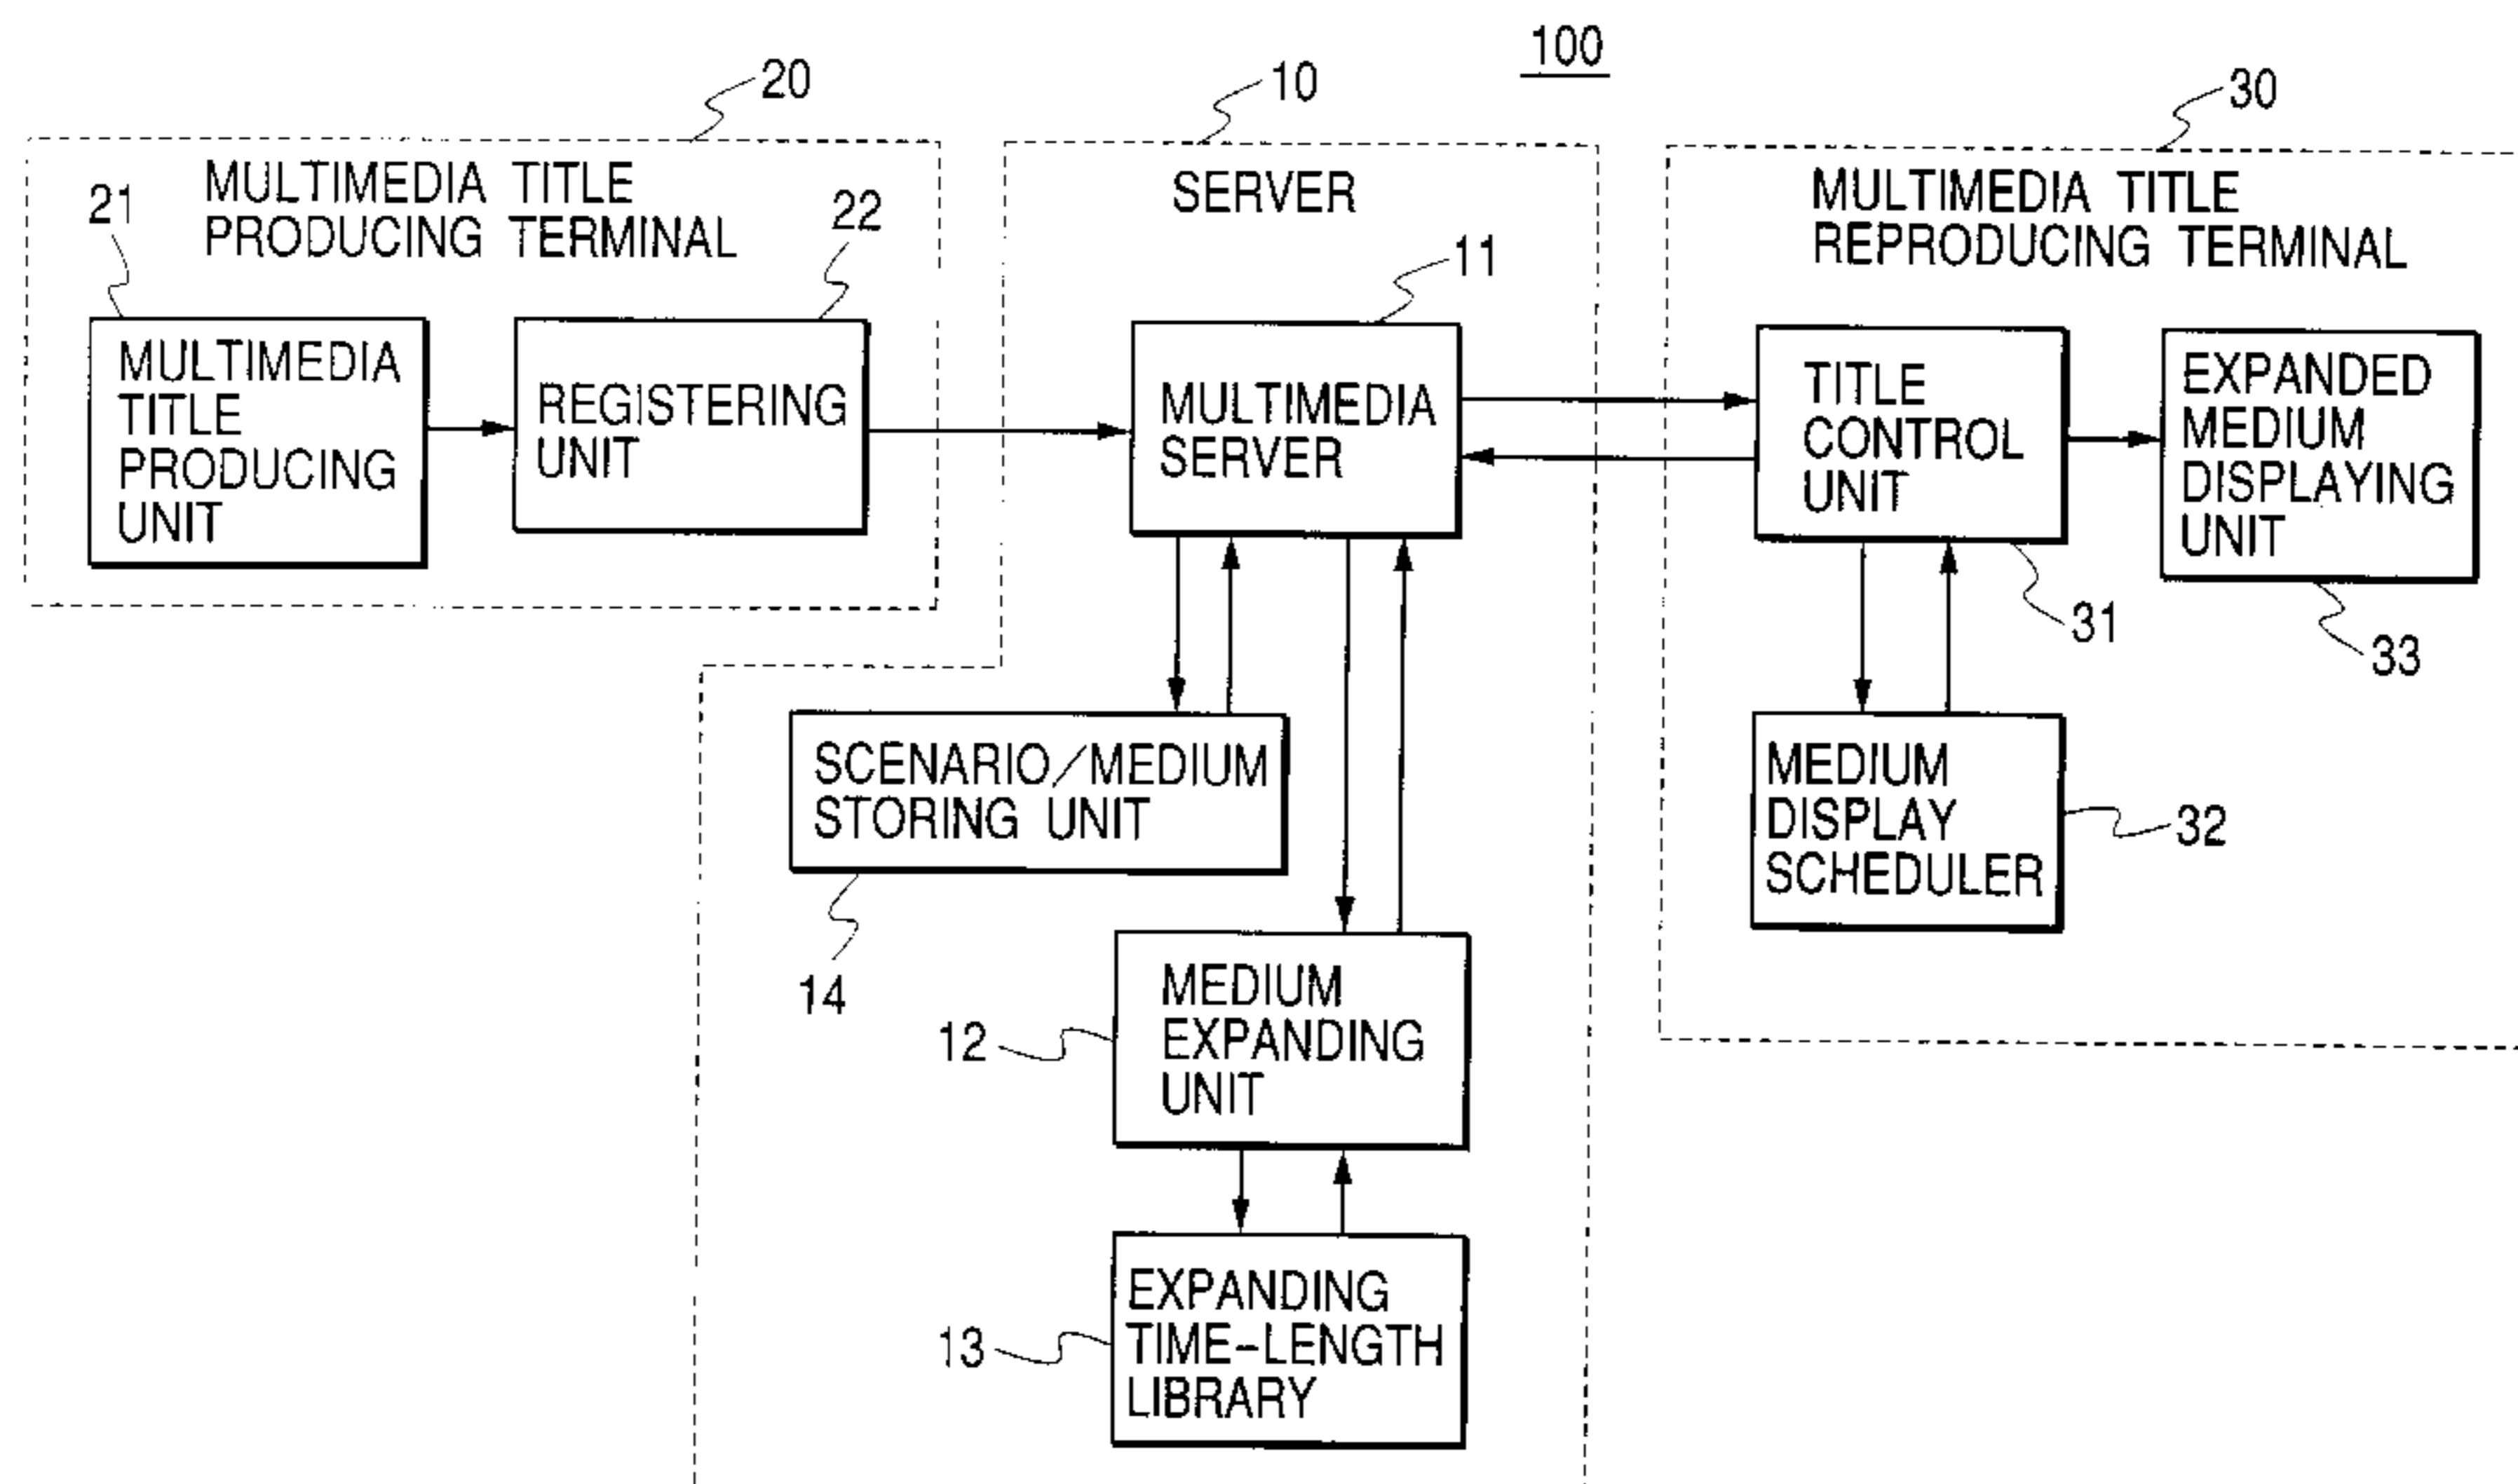 100
20
MULTIMEDIA TITLE
PRODUCING TERMINAL
21
22
MULTIMEDIA
TITLE
PRODUCING
UNIT
REGISTERING
UNIT
10
SERVER
11
MULTIMEDIA
SERVER
SCENARIO/MEDIUM
STORING UNIT
14
12
MEDIUM
EXPANDING
UNIT
13
EXPANDING
TIME-LENGTH
LIBRARY
30
MULTIMEDIA TITLE
REPRODUCING TERMINAL
TITLE
CONTROL
UNIT
31
EXPANDED
MEDIUM
DISPLAYING
UNIT
33
MEDIUM
DISPLAY
SCHEDULER
32